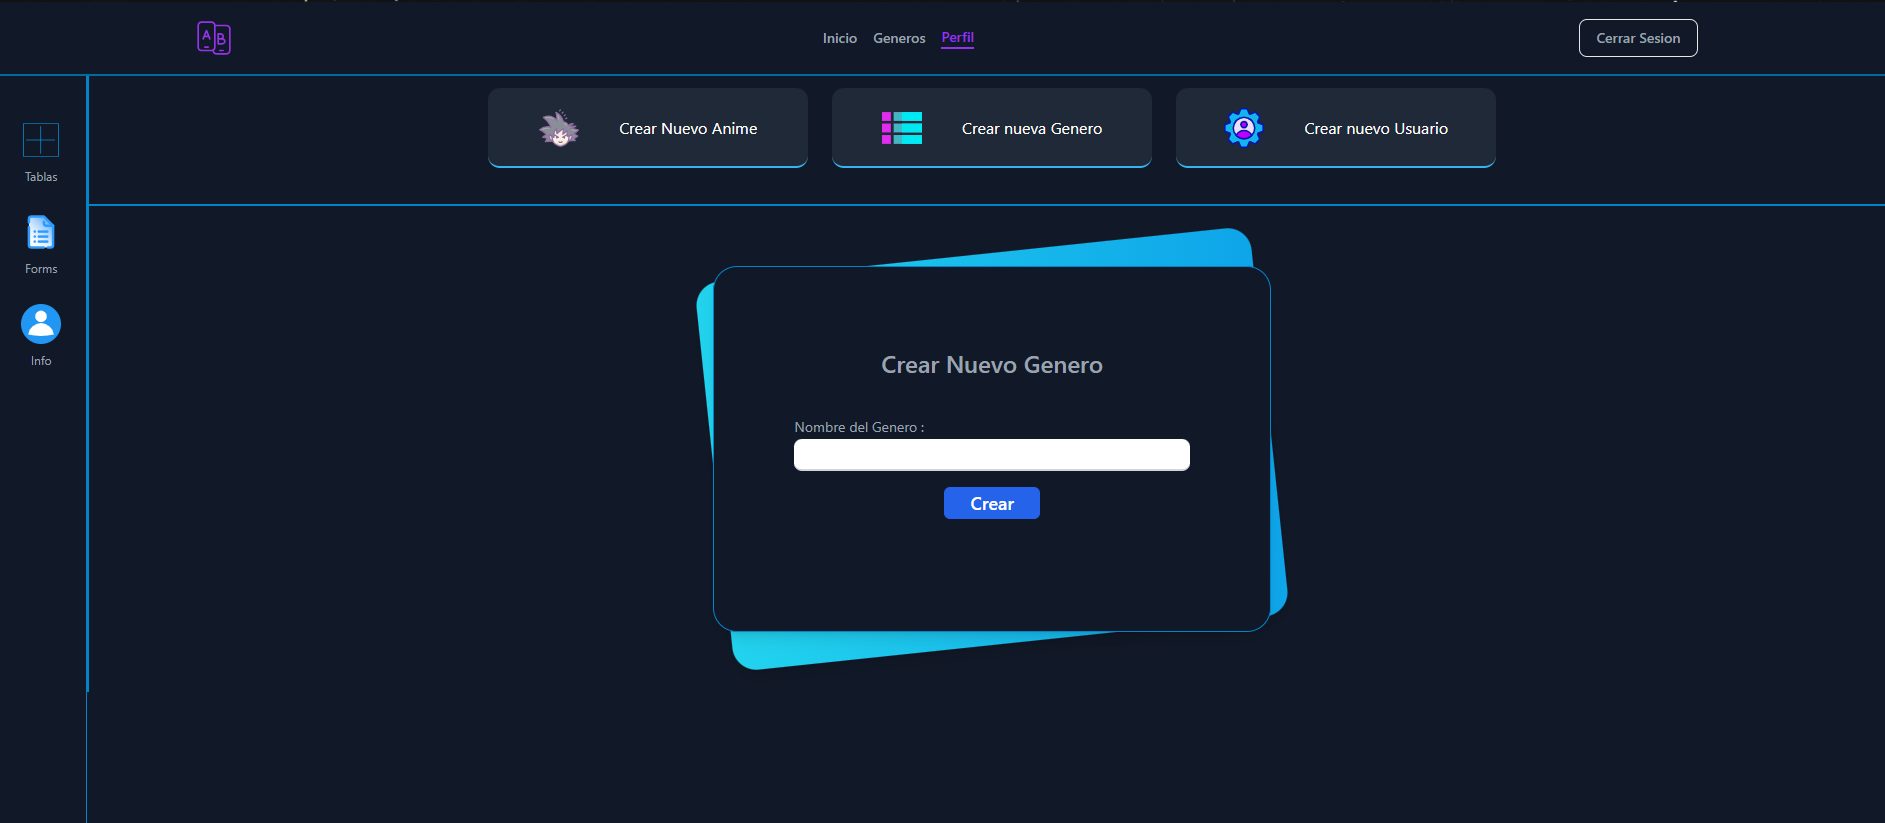 A B
Inicio Generos Perfil
Cerrar Sesion
Crear Nuevo Anime
Crear nueva Genero
Crear nuevo Usuario
Tablas
Forms
Info
Crear Nuevo Genero
Nombre del Genero :
Crear